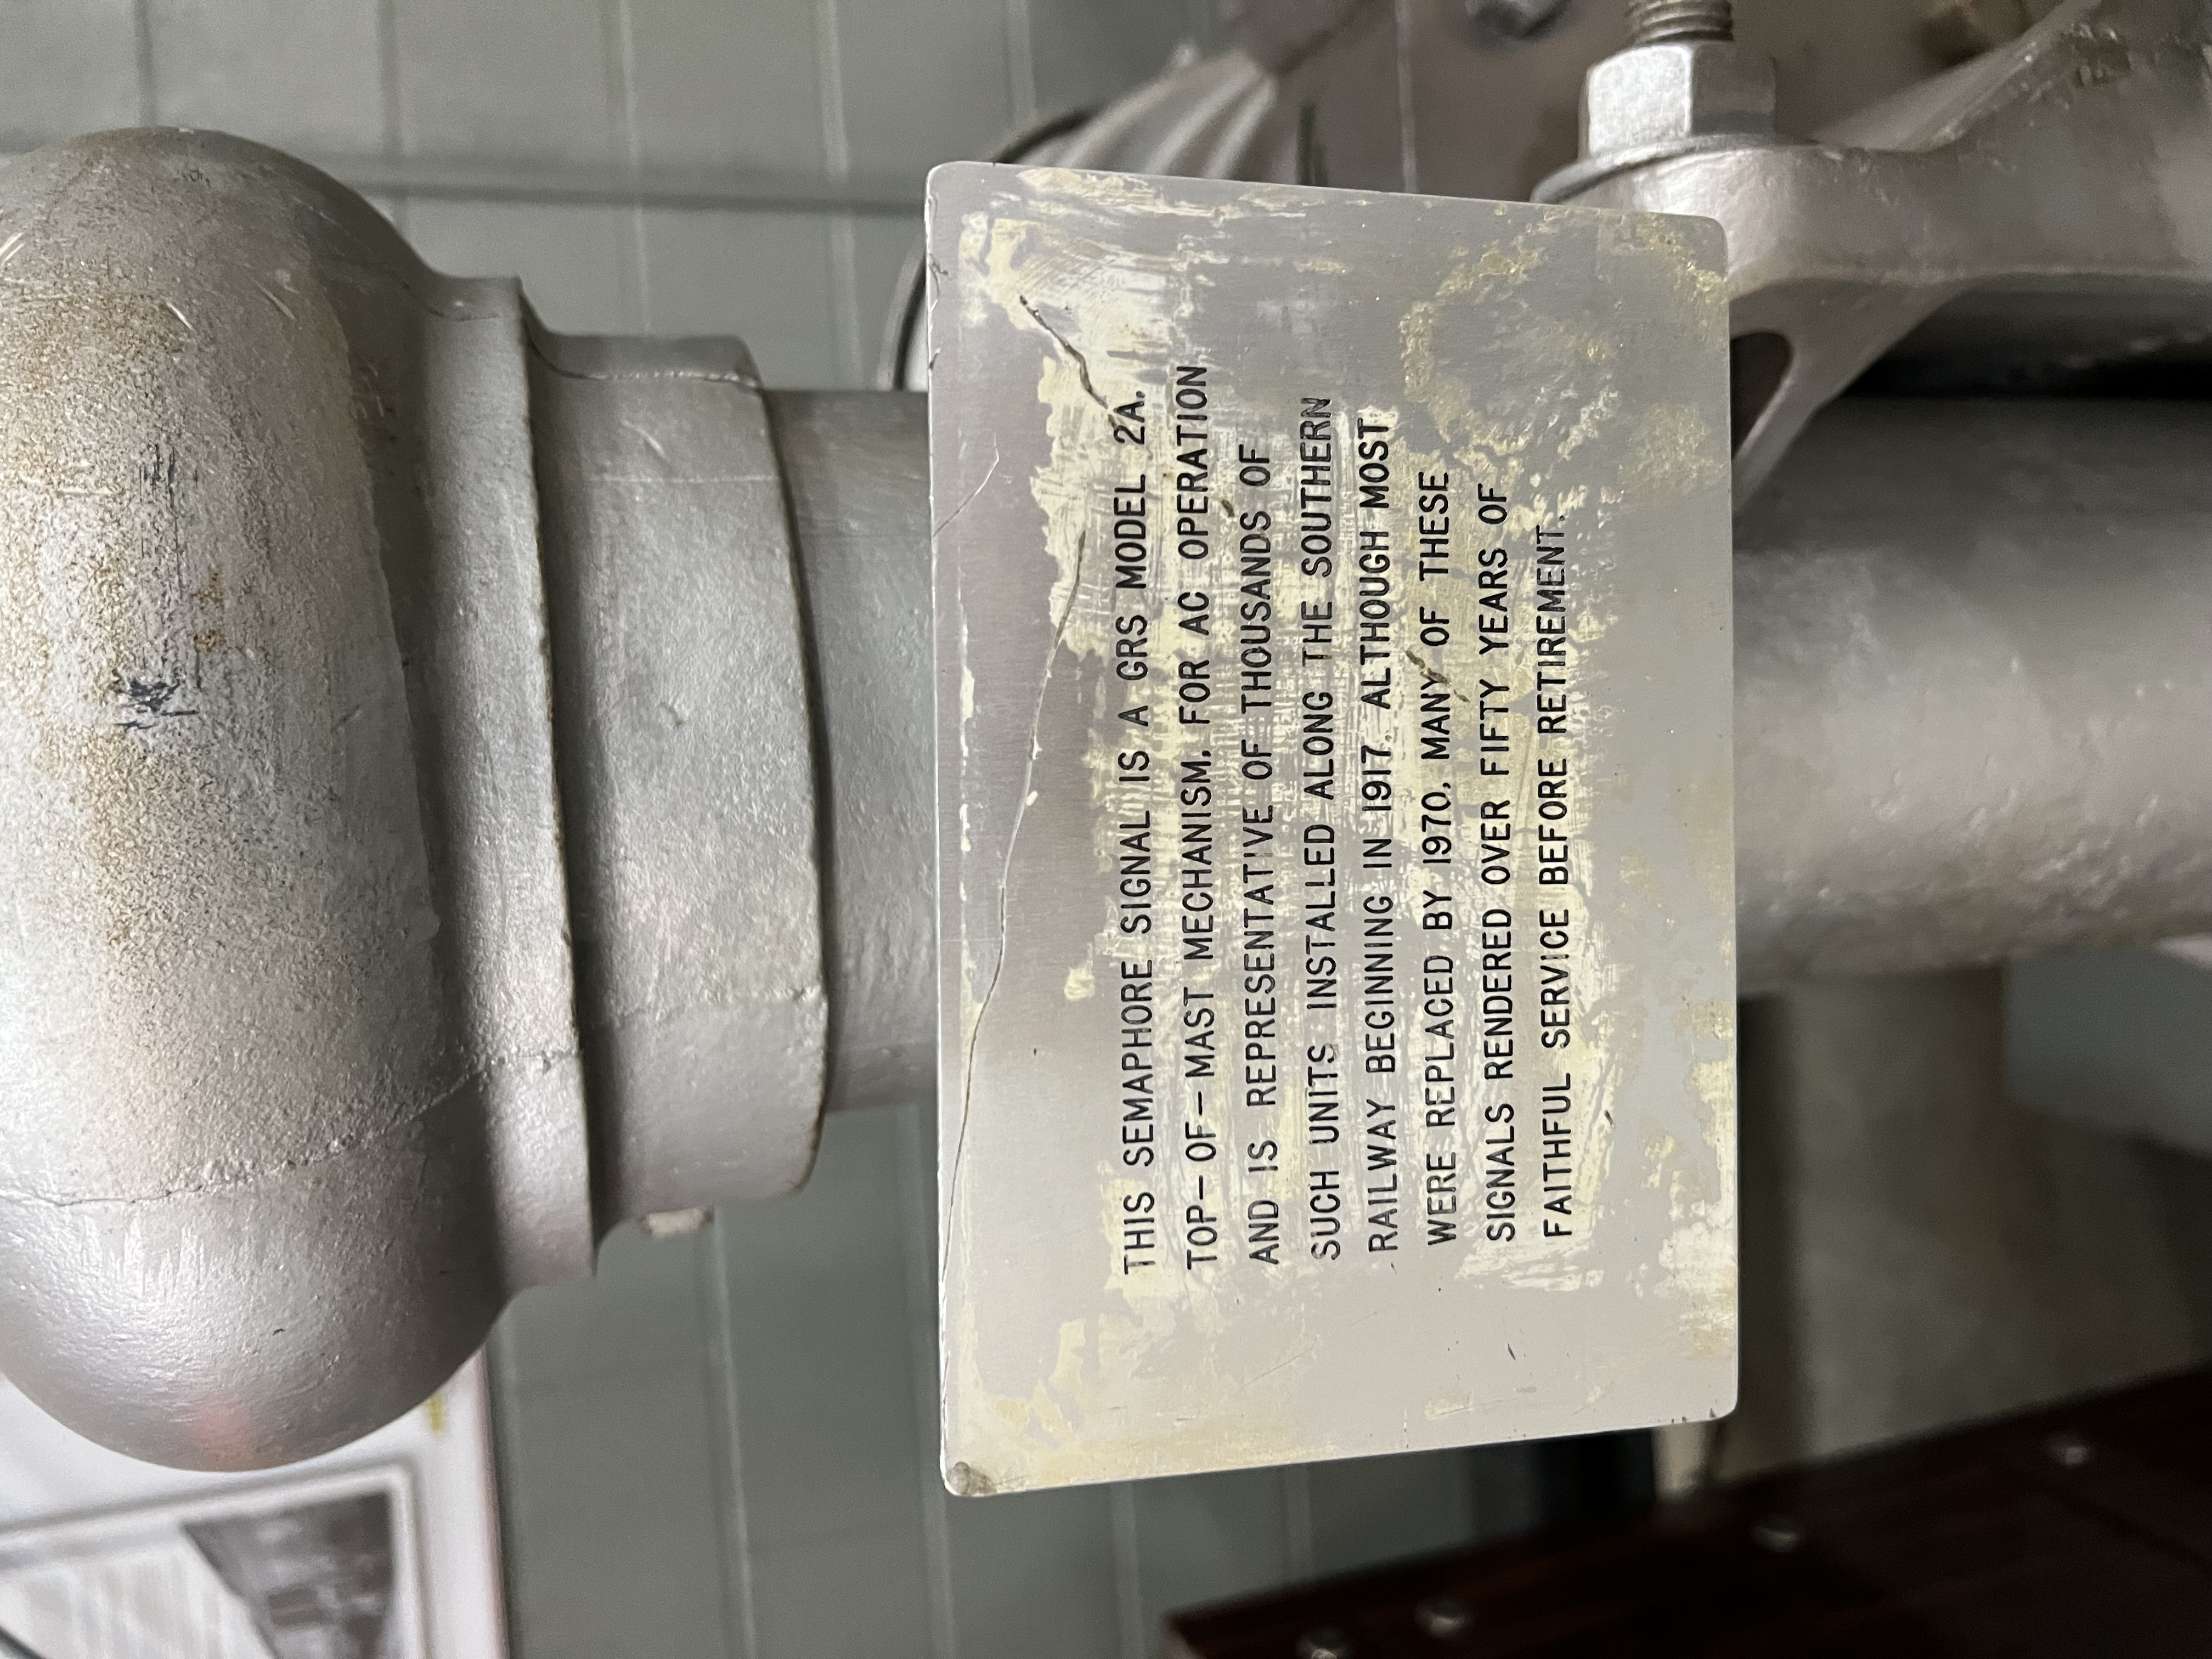 THIS SEMAPHORE SIGNAL IS A GRS MODEL 2A.
TOP-OF-MAST MECHANISM. FOR AC OPERATION
AND IS REPRESENTATIVE OF THOUSANDS OF
SUCH UNITS INSTALLED ALONG THE SOUTHERN
RAILWAY BEGINNING IN 1917. ALTHOUGH MOST
WERE REPLACED BY 1970. MANY OF THESE
SIGNALS RENDERED OVER FIFTY YEARS OF
FAITHFUL SERVICE BEFORE RETIREMENT.